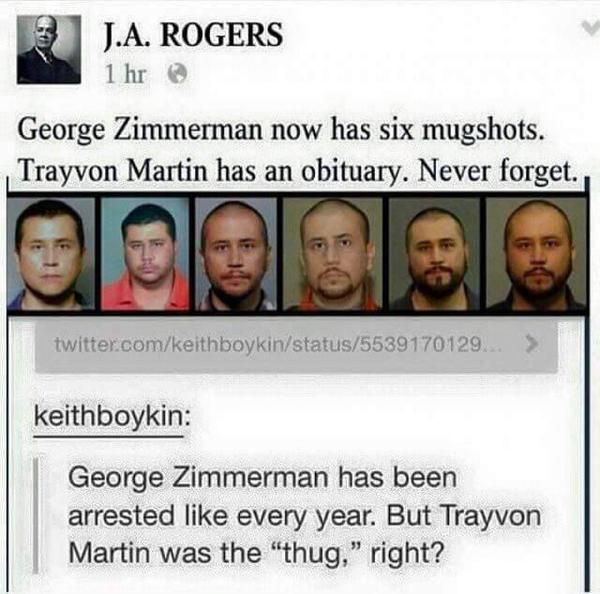 J.A. ROGERS
1 hr
George Zimmerman now has six mugshots.
Trayvon Martin has an obituary. Never forget.
twitter.com/keithboykin/status/5539170129... >
keithboykin:
George Zimmerman has been
arrested like every year. But Trayvon
Martin was the “thug,” right?